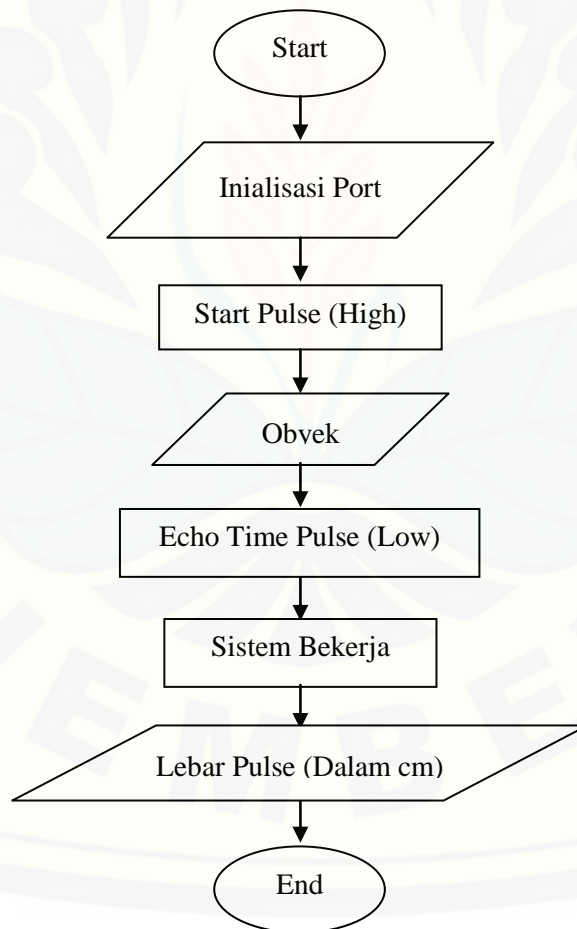 Start
Inialisasi Port
Start Pulse (High)
Obvek
Echo Time Pulse (Low)
Sistem Bekerja
Lebar Pulse (Dalam cm)
End